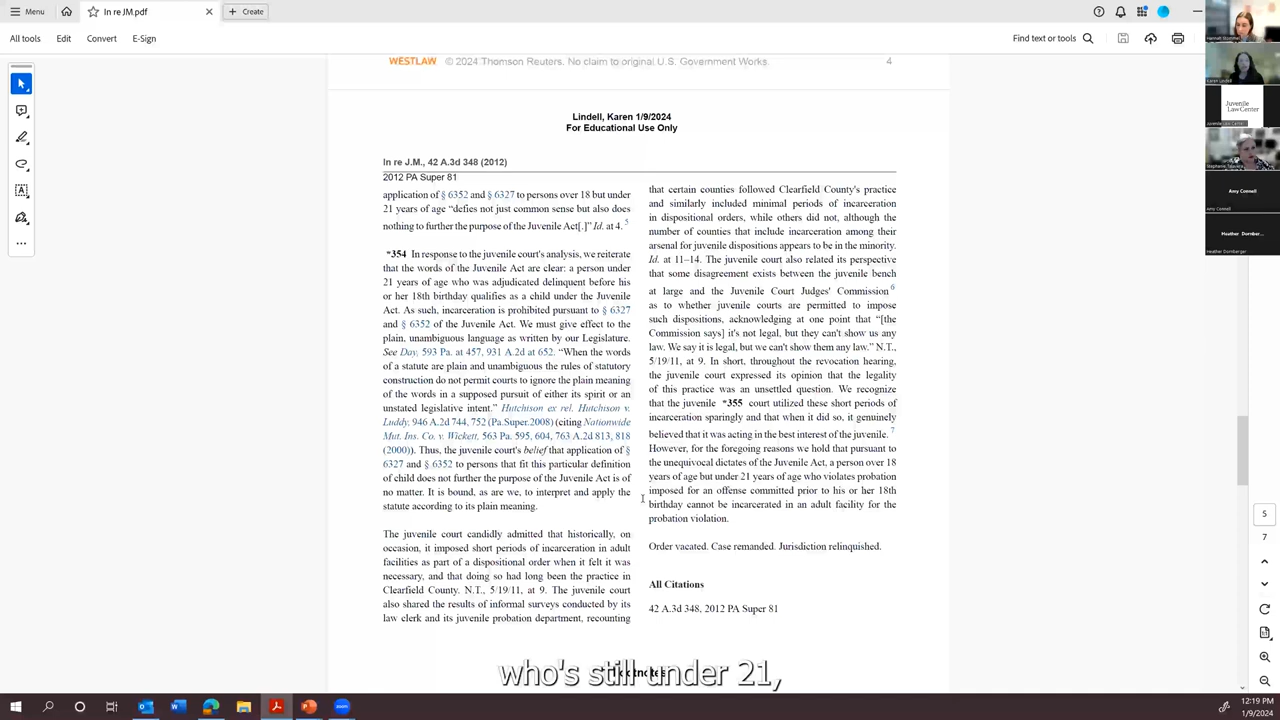 Menu
In re JM.pdf
Create
All tools
Edit
Convert
E-Sign
Find text or tools
WESTLAW © 2024 Thomson Reuters. No claim to original U.S. Government Works. 4
Lindell, Karen 1/9/2024
For Educational Use Only
In re J.M., 42 A.3d 348 (2012)
2012 PA Super 81
application of § 6352 and § 6327 to persons over 18 but under
21 years of age “defies not just common sense but also does
nothing to further the purpose of the Juvenile Act[.]” Id. at 4. 5
*354 In response to the juvenile court's analysis, we reiterate
that the words of the Juvenile Act are clear: a person under
21 years of age who was adjudicated delinquent before his
or her 18th birthday qualifies as a child under the Juvenile
Act. As such, incarceration is prohibited pursuant to § 6327
and § 6352 of the Juvenile Act. We must give effect to the
plain, unambiguous language as written by our Legislature.
See Day, 593 Pa. at 457, 931 A.2d at 652. “When the words
of a statute are plain and unambiguous the rules of statutory
construction do not permit courts to ignore the plain meaning
of the words in a supposed pursuit of either its spirit or an
unstated legislative intent.” Hutchison ex rel. Hutchison v.
Luddy, 946 A.2d 744, 752 (Pa.Super.2008) (citing Nationwide
Mut. Ins. Co. v. Wickett, 563 Pa. 595, 604, 763 A.2d 813, 818
(2000)). Thus, the juvenile court's belief that application of §
6327 and § 6352 to persons that fit this particular definition
of child does not further the purpose of the Juvenile Act is of
no matter. It is bound, as are we, to interpret and apply the
statute according to its plain meaning.
The juvenile court candidly admitted that historically, on
occasion, it imposed short periods of incarceration in adult
facilities as part of a dispositional order when it felt it was
necessary, and that doing so had long been the practice in
Clearfield County. N.T., 5/19/11, at 9. The juvenile court
also shared the results of informal surveys conducted by its
law clerk and its juvenile probation department, recounting
that certain counties followed Clearfield County's practice
and similarly included minimal periods of incarceration
in dispositional orders, while others did not, although the
number of counties that include incarceration among their
arsenal for juvenile dispositions appears to be in the minority.
Id. at 11–14. The juvenile court also related its perspective
that some disagreement exists between the juvenile bench
at large and the Juvenile Court Judges' Commission 6
as to whether juvenile courts are permitted to impose
such dispositions, acknowledging at one point that “[the
Commission says] it's not legal, but they can't show us any
law. We say it is legal, but we can't show them any law.” N.T.,
5/19/11, at 9. In short, throughout the revocation hearing,
the juvenile court expressed its opinion that the legality
of this practice was an unsettled question. We recognize
that the juvenile *355 court utilized these short periods of
incarceration sparingly and that when it did so, it genuinely
believed that it was acting in the best interest of the juvenile. 7
However, for the foregoing reasons we hold that pursuant to
the unequivocal dictates of the Juvenile Act, a person over 18
years of age but under 21 years of age who violates probation
imposed for an offense committed prior to his or her 18th
birthday cannot be incarcerated in an adult facility for the
probation violation.
Order vacated. Case remanded. Jurisdiction relinquished.
All Citations
42 A.3d 348, 2012 PA Super 81
who's still under 21,
5
7
Karen Lindell
Juvenile
Law Center
Amy Connell
Amy Connell
Heather Dornber...
Heather Dornberger
12:19 PM
1/9/2024